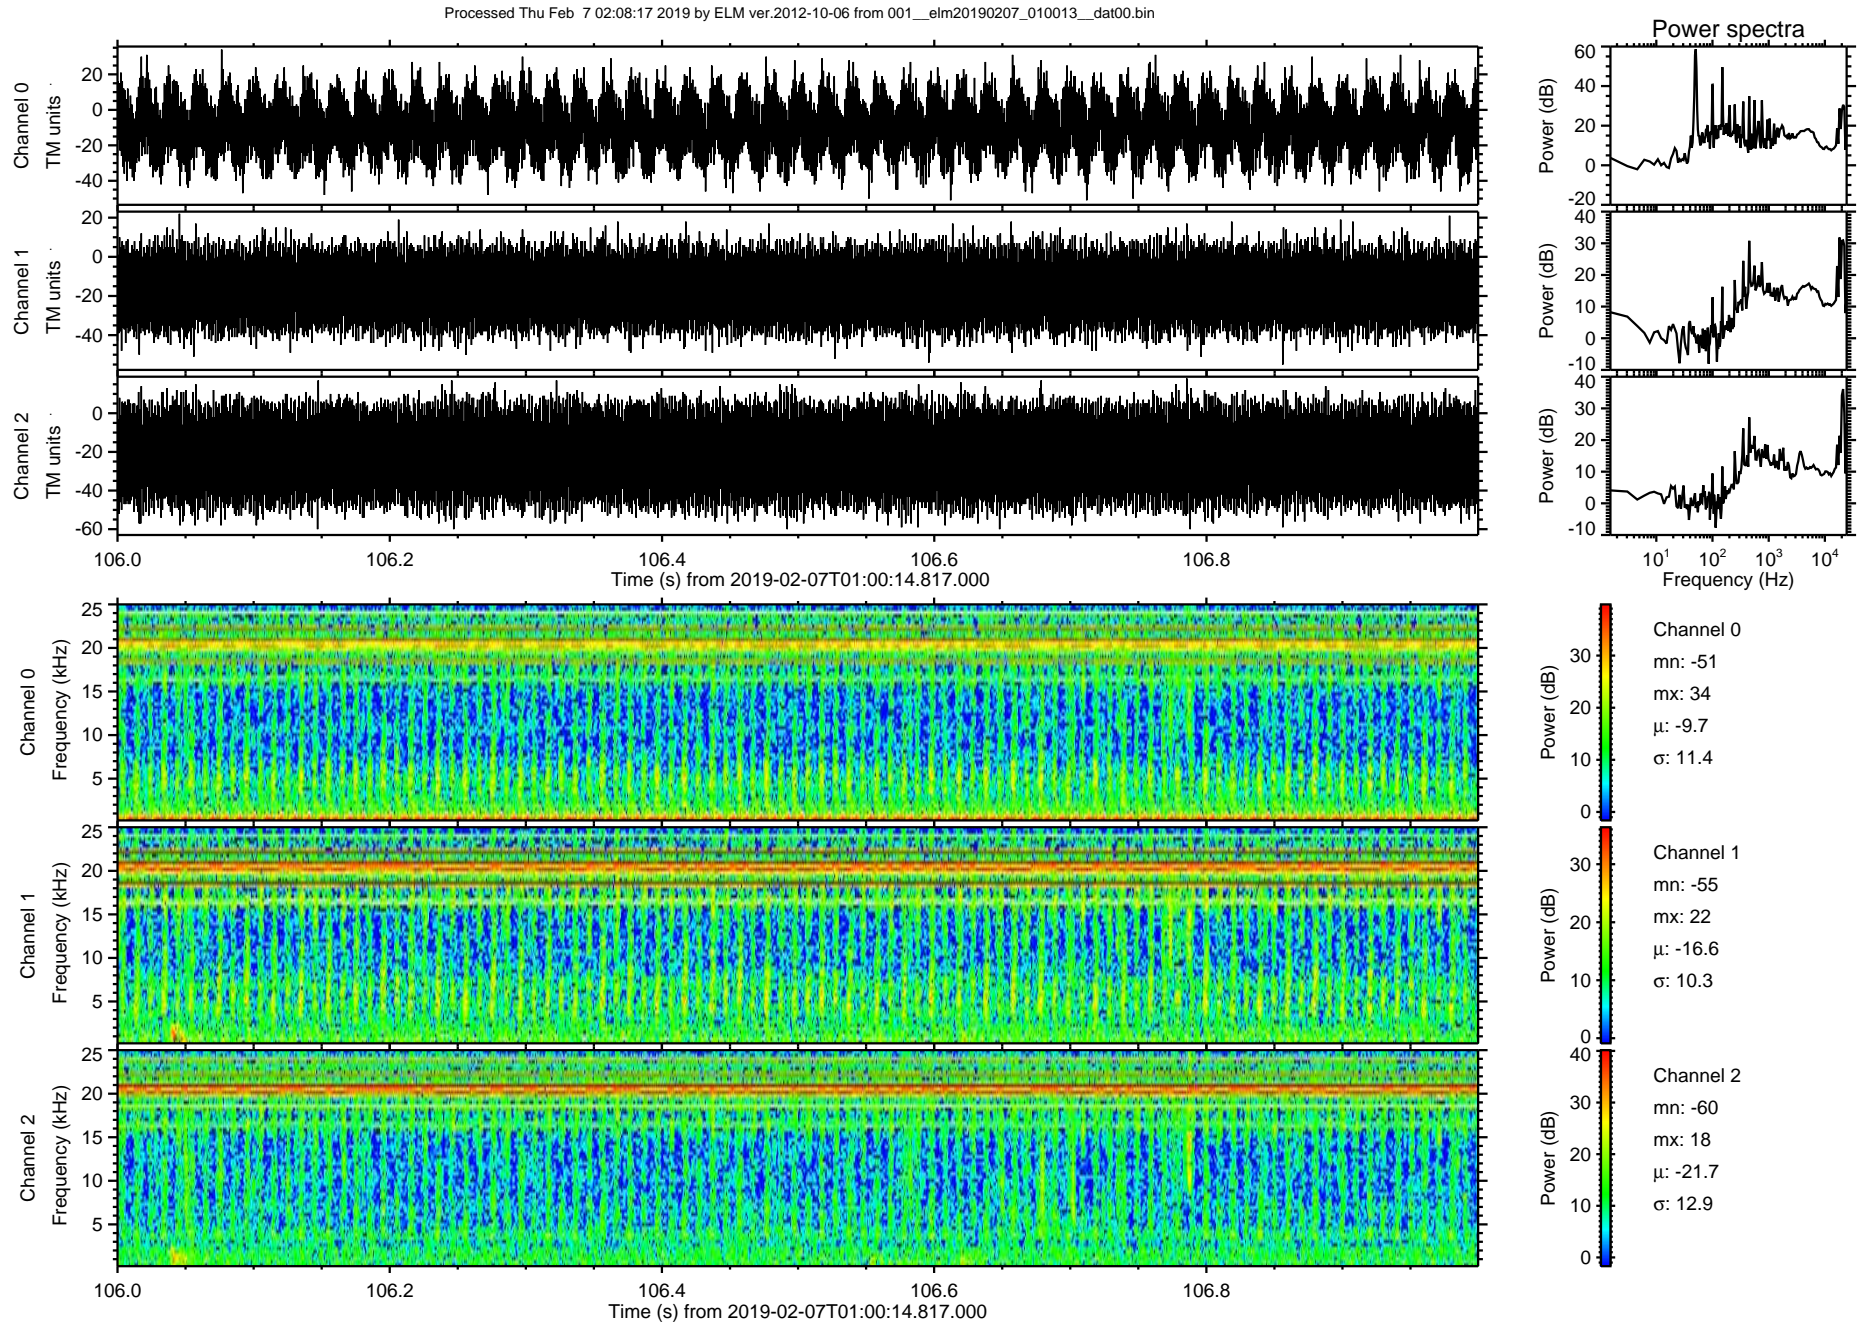 Processed Thu Feb  7 02:08:17 2019 by ELM ver.2012-10-06 from 001__elm20190207_010013__dat00.bin
Power spectra
Channel 0
TM units
20
0
-20
-40
Power (dB)
60
40
20
0
-20
Channel 1
TM units
20
0
-20
-40
Power (dB)
40
30
20
10
0
-10
Channel 2
TM units
0
-20
-40
-60
Power (dB)
40
30
20
10
0
-10
106.0 106.2 106.4 106.6 106.8
Time (s) from 2019-02-07T01:00:14.817.000
10^1 10^2 10^3 10^4
Frequency (Hz)
Channel 0
Frequency (kHz)
25
20
15
10
5
Power (dB)
30
20
10
0
Channel 0
mn: -51
mx: 34
μ: -9.7
σ: 11.4
Channel 1
Frequency (kHz)
25
20
15
10
5
Power (dB)
30
20
10
0
Channel 1
mn: -55
mx: 22
μ: -16.6
σ: 10.3
Channel 2
Frequency (kHz)
25
20
15
10
5
Power (dB)
40
30
20
10
0
Channel 2
mn: -60
mx: 18
μ: -21.7
σ: 12.9
106.0 106.2 106.4 106.6 106.8
Time (s) from 2019-02-07T01:00:14.817.000